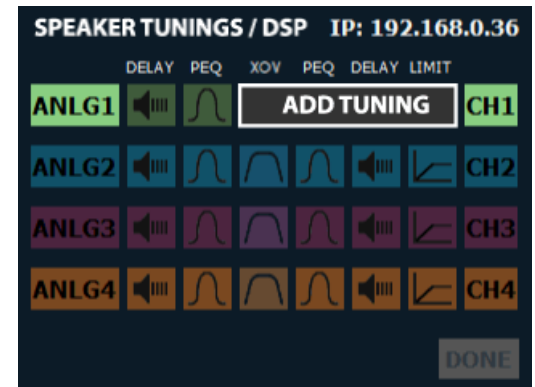 SPEAKER TUNINGS / DSP IP: 192.168.0.36
DELAY PEQ XOV PEQ DELAY LIMIT
ANLG1 ADD TUNING CH1
ANLG2 CH2
ANLG3 CH3
ANLG4 CH4
DONE